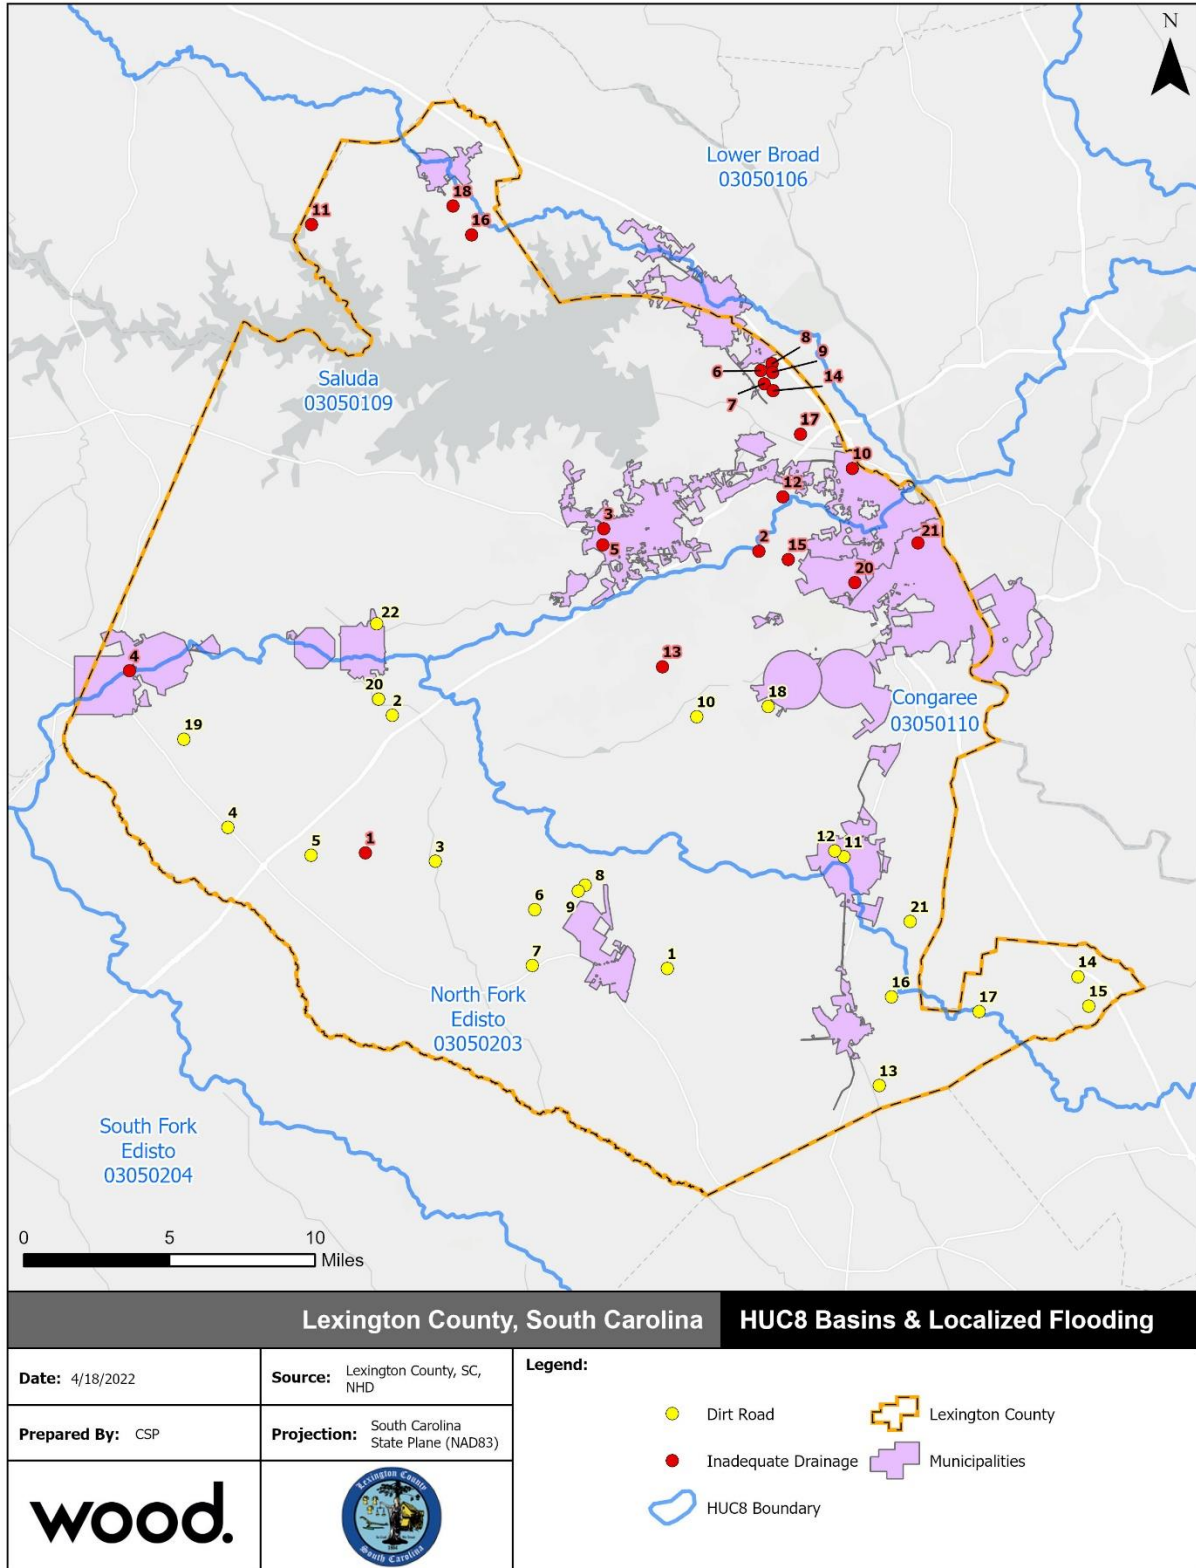 N
Lower Broad
03050106
18
11
16
8
9
6
14
7
17
Saluda
03050109
10
12
3
5
2
15
21
20
22
4
13
20
2
10
18
Congaree
03050110
19
4
5
1
3
12
11
8
6
9
21
7
1
14
16
17
15
North Fork
Edisto
03050203
13
South Fork
Edisto
03050204
0 5 10
Miles
Lexington County, South Carolina
HUC8 Basins & Localized Flooding
Date: 4/18/2022
Source: Lexington County, SC,
NHD
Prepared By: CSP
Projection: South Carolina
State Plane (NAD83)
wood.
Lexington County
South Carolina
Legend:
Dirt Road
Lexington County
Inadequate Drainage
Municipalities
HUC8 Boundary